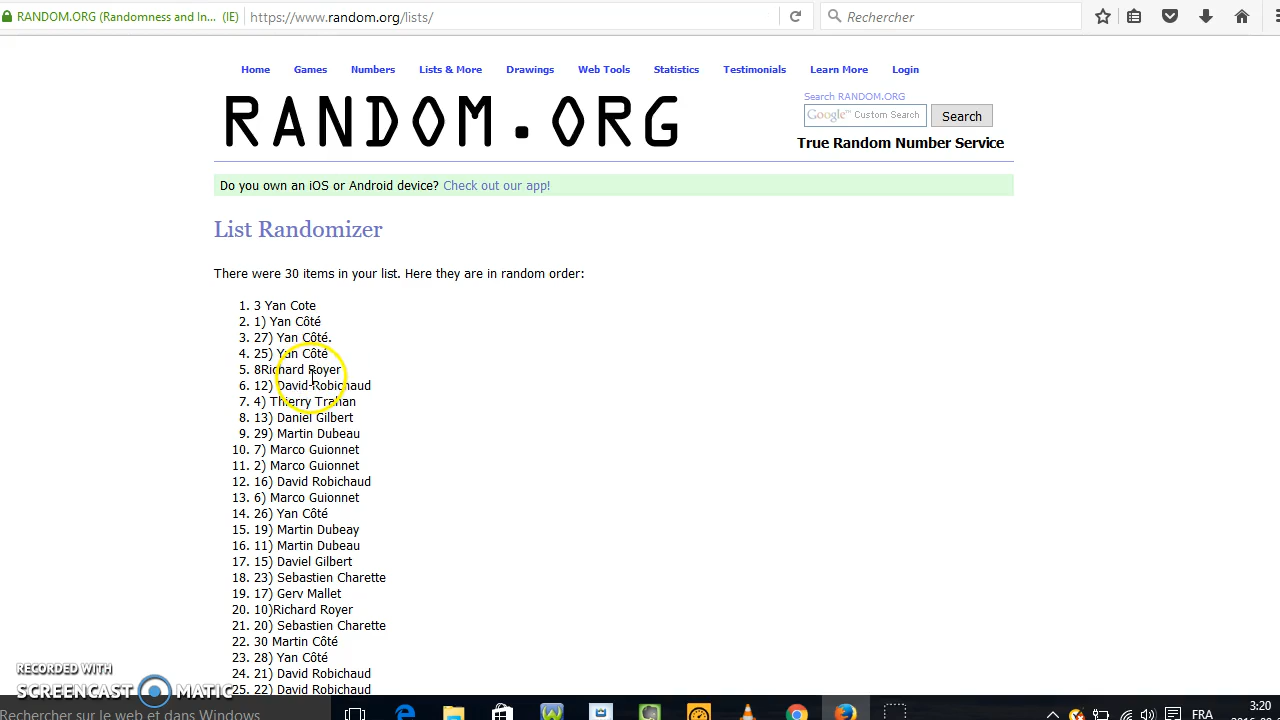 RANDOM.ORG (Randomness and In... (IE) https://www.random.org/lists/ Rechercher
Home Games Numbers Lists & More Drawings Web Tools Statistics Testimonials Learn More Login
RANDOM.ORG
Search RANDOM.ORG
Google™ Custom Search Search
True Random Number Service
Do you own an iOS or Android device? Check out our app!
List Randomizer
There were 30 items in your list. Here they are in random order:
1. 3 Yan Cote
2. 1) Yan Côté
3. 27) Yan Côté.
4. 25) Yan Côté
5. 8Richard Royer
6. 12) David Robichaud
7. 4) Thierry Trahan
8. 13) Daniel Gilbert
9. 29) Martin Dubeau
10. 7) Marco Guionnet
11. 2) Marco Guionnet
12. 16) David Robichaud
13. 6) Marco Guionnet
14. 26) Yan Côté
15. 19) Martin Dubeay
16. 11) Martin Dubeau
17. 15) Daviel Gilbert
18. 23) Sebastien Charette
19. 17) Gerv Mallet
20. 10)Richard Royer
21. 20) Sebastien Charette
22. 30 Martin Côté
23. 28) Yan Côté
24. 21) David Robichaud
25. 22) David Robichaud
RECORDED WITH
SCREENCAST MATIC
Rechercher sur le web et dans Windows
FRA 3:20